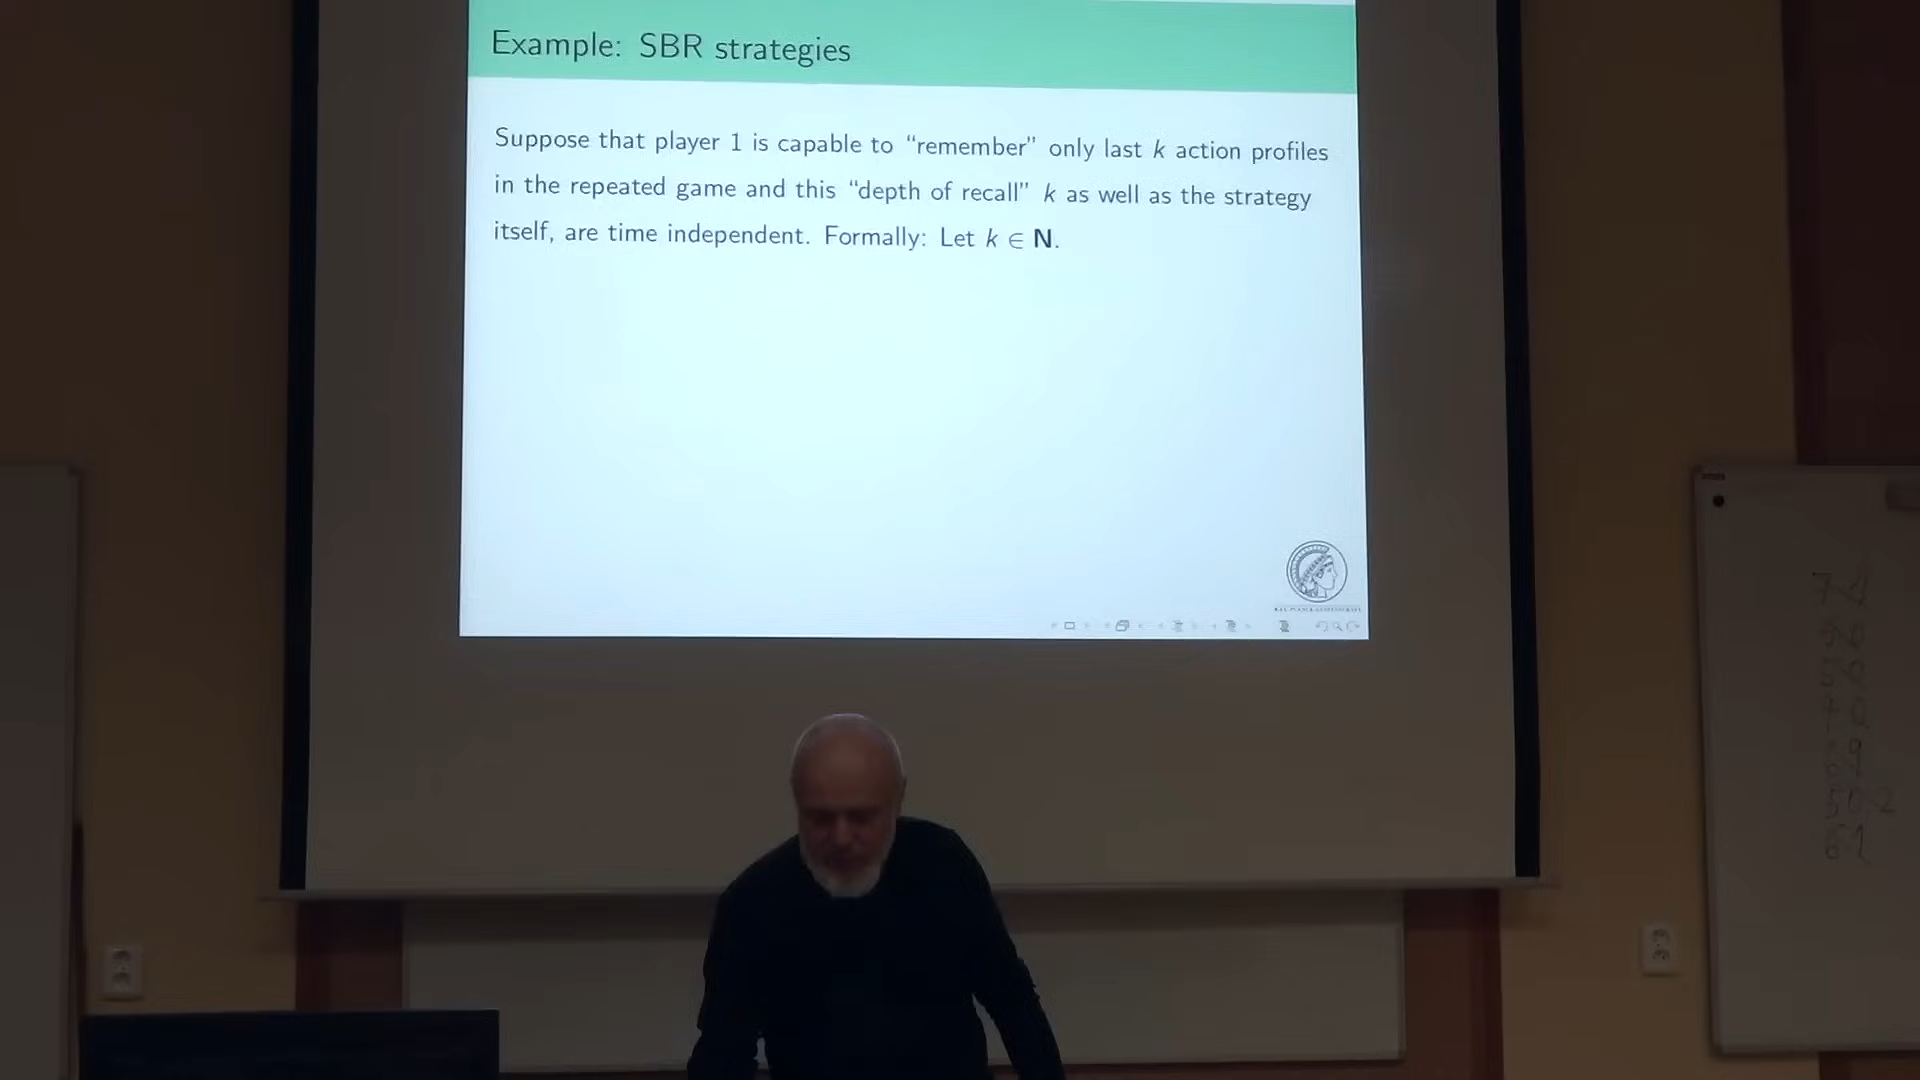 Example: SBR strategies
Suppose that player 1 is capable to “remember” only last k action profiles
in the repeated game and this “depth of recall” k as well as the strategy
itself, are time independent. Formally: Let k ∈ N.